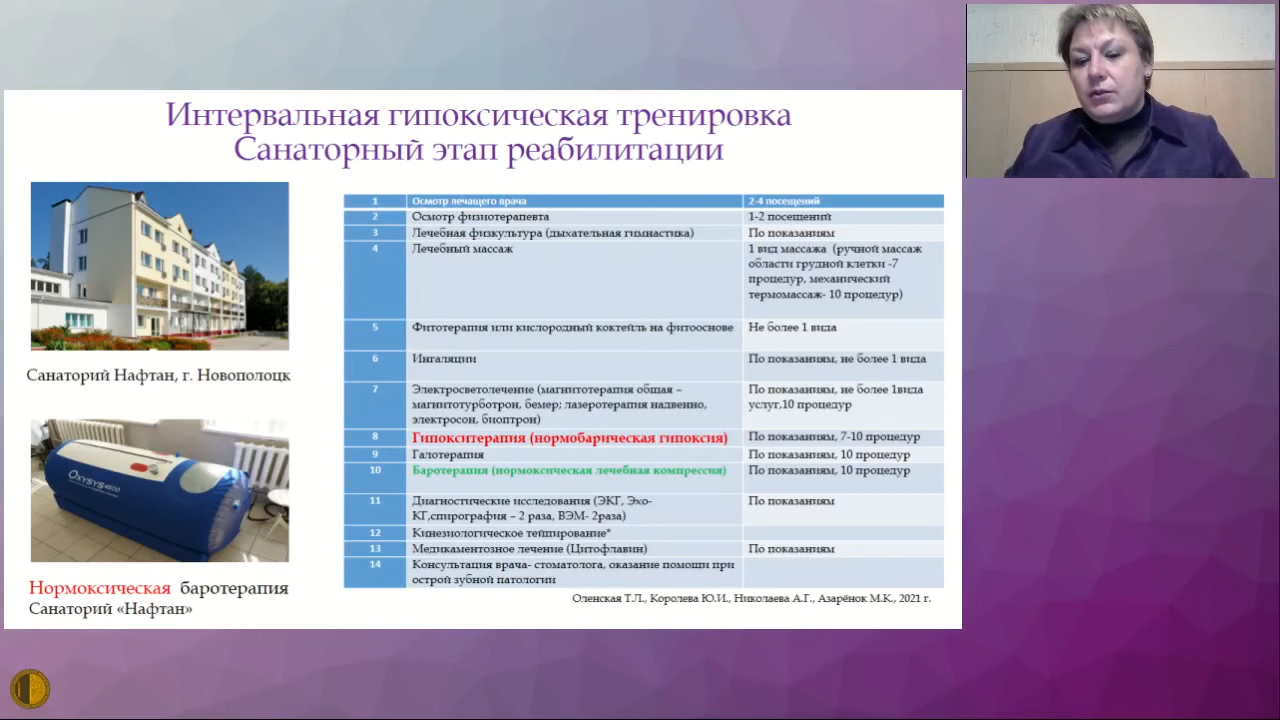 Интервальная гипоксическая тренировка
Санаторный этап реабилитации
Санаторий Нафтан, г. Новополоцк
OXYSYS 4500
Нормоксическая баротерапия
Санаторий «Нафтан»
1 Осмотр лечащего врача 2-4 посещений
2 Осмотр физиотерапевта 1-2 посещений
3 Лечебная физкультура (дыхательная гимнастика) По показаниям
4 Лечебный массаж 1 вид массажа (ручной массаж
области грудной клетки -7
процедур, механический
термомассаж- 10 процедур)
5 Фитотерапия или кислородный коктейль на фитооснове Не более 1 вида
6 Ингаляции По показаниям, не более 1 вида
7 Электросветолечение (магнитотерапия общая – По показаниям, не более 1вида
магнитотурботрон, бемер; лазеротерапия надвенно, услуг,10 процедур
электросон, биоптрон)
8 Гипокситерапия (нормобарическая гипоксия) По показаниям, 7-10 процедур
9 Галотерапия По показаниям, 10 процедур
10 Баротерапия (нормоксическая лечебная компрессия) По показаниям, 10 процедур
11 Диагностические исследования (ЭКГ, Эхо- По показаниям
КГ,спирография – 2 раза, ВЭМ- 2раза)
12 Кинезиологическое тейпирование*
13 Медикаментозное лечение (Цитофлавин) По показаниям
14 Консультация врача- стоматолога, оказание помощи при
острой зубной патологии
Оленская Т.Л., Королева Ю.И., Николаева А.Г., Азарёнок М.К., 2021 г.